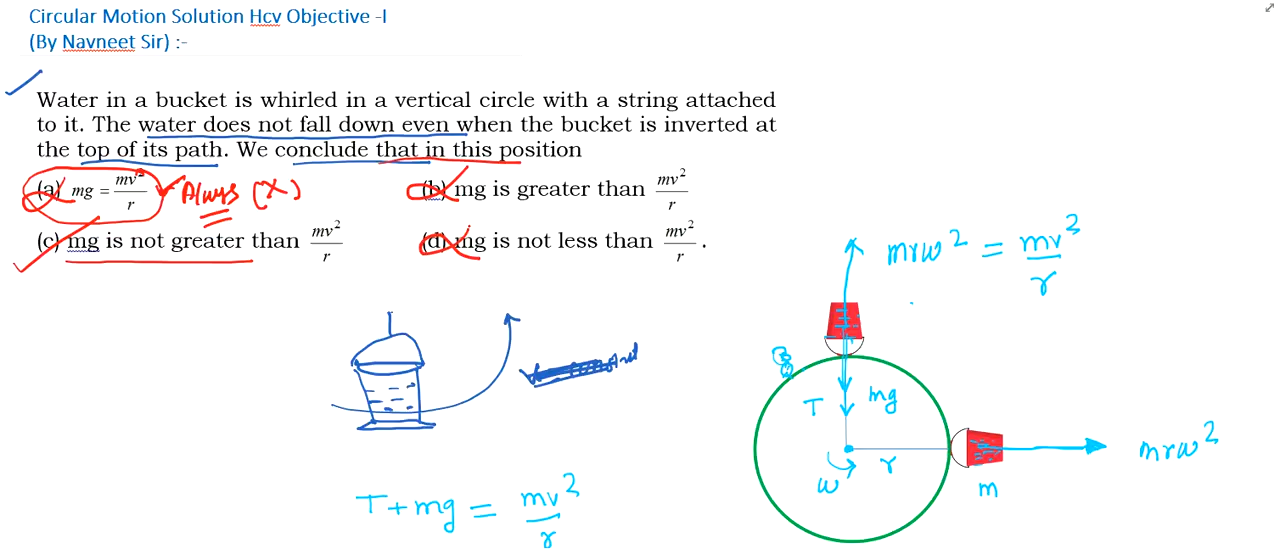 Circular Motion Solution Hcv Objective -I
(By Navneet Sir) :-
Water in a bucket is whirled in a vertical circle with a string attached
to it. The water does not fall down even when the bucket is inverted at
the top of its path. We conclude that in this position
(a) mg = mv²/r Always (X) (b) mg is greater than mv²/r
(c) mg is not greater than mv²/r (d) mg is not less than mv²/r .
mrω² = mv²/r
T mg
ω r
m
mrω²
T + mg = mv²/r